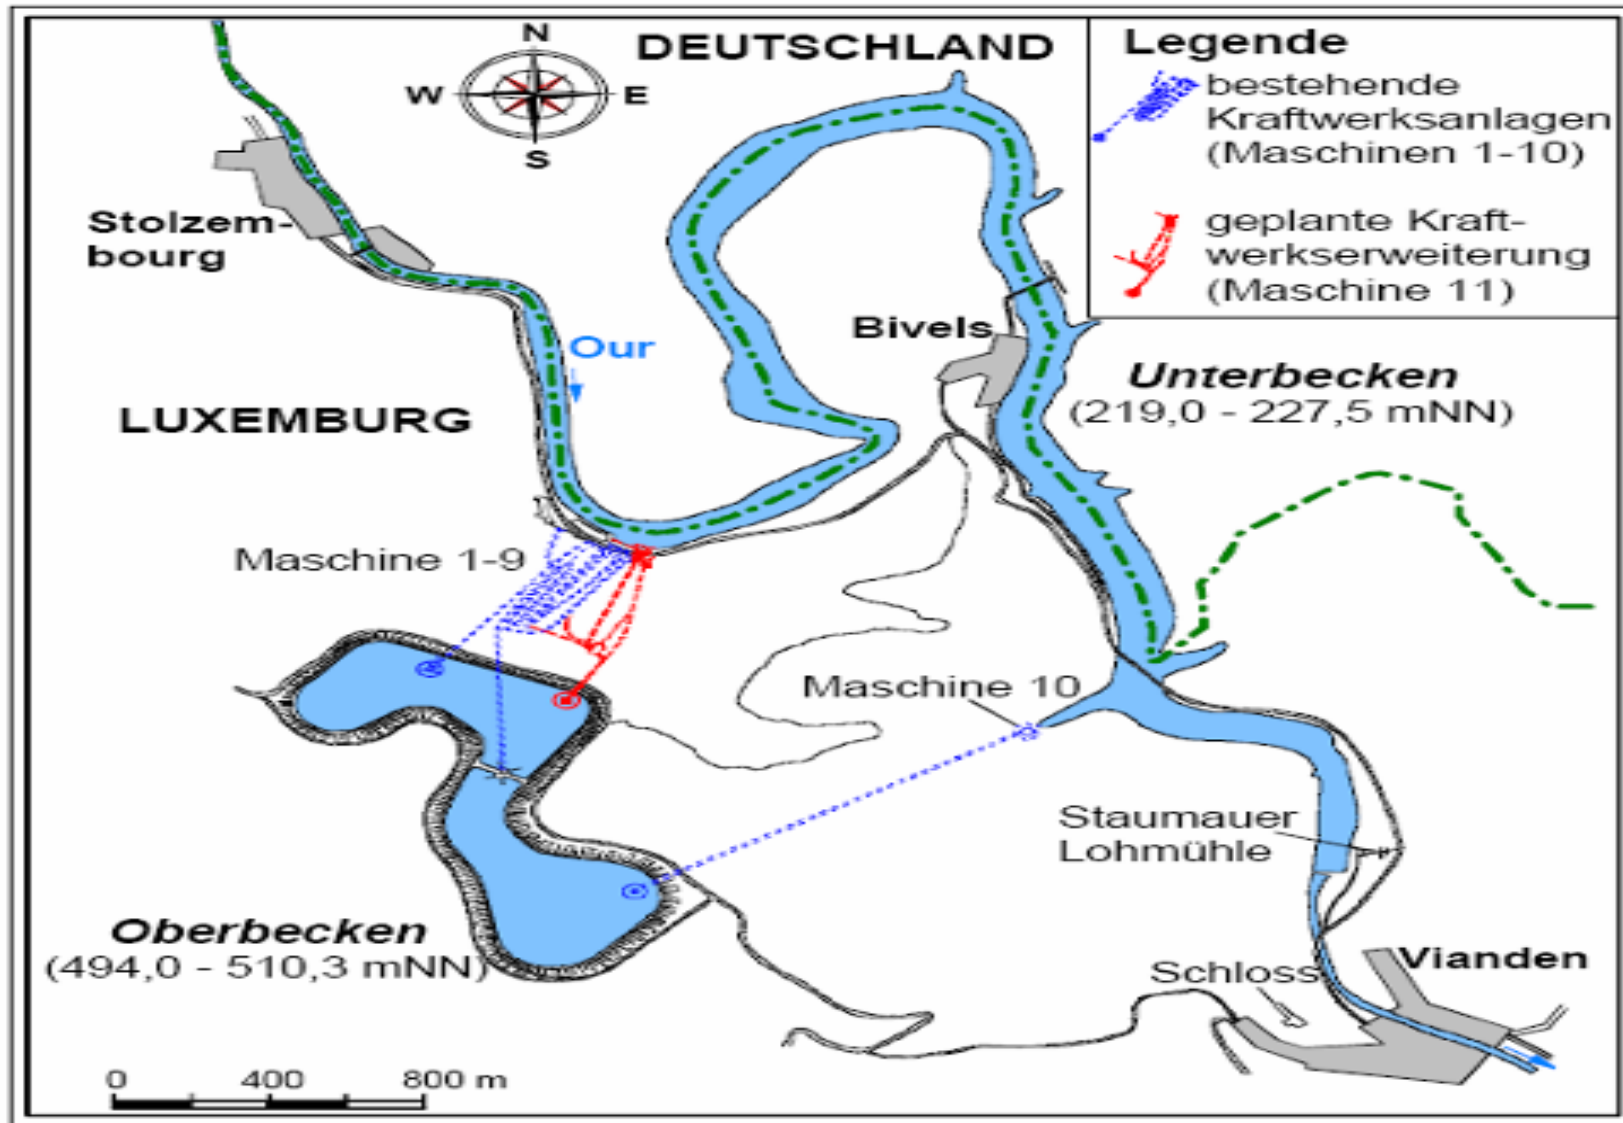 N
DEUTSCHLAND
W
E
S
Legende
bestehende
Kraftwerksanlagen
(Maschinen 1-10)
geplante Kraft-
werkserweiterung
(Maschine 11)
Stolzem-
bourg
Our
Bivels
Unterbecken
(219,0 - 227,5 mNN)
LUXEMBURG
Maschine 1-9
Maschine 10
Staumauer
Lohmühle
Oberbecken
(494,0 - 510,3 mNN)
Vianden
Schloss
0 400 800 m